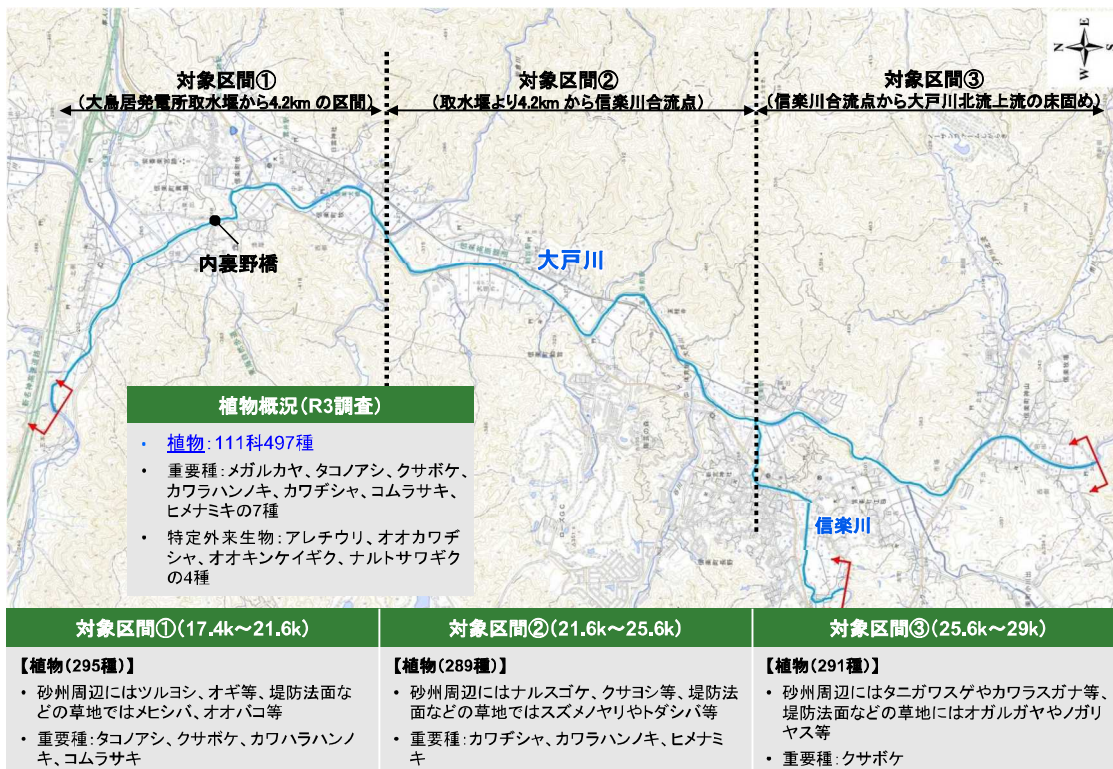 対象区間①
(大鳥居発電所取水堰から4.2km の区間)
対象区間②
(取水堰より4.2km から信楽川合流点)
対象区間③
(信楽川合流点から大戸川北流上流の床固め)
N
E
W
S
内裏野橋
大戸川
信楽川
新名神高速道路
植物概況(R3調査)
• 植物:111科497種
• 重要種:メガルカヤ、タコノアシ、クサボケ、
カワラハンノキ、カワヂシャ、コムラサキ、
ヒメナミキの7種
• 特定外来生物:アレチウリ、オオカワヂ
シャ、オオキンケイギク、ナルトサワギク
の4種
対象区間①(17.4k～21.6k)
【植物(295種)】
• 砂州周辺にはツルヨシ、オギ等、堤防法面な
どの草地ではメヒシバ、オオバコ等
• 重要種:タコノアシ、クサボケ、カワハラハンノ
キ、コムラサキ
対象区間②(21.6k～25.6k)
【植物(289種)】
• 砂州周辺にはナルスゴケ、クサヨシ等、堤防法
面などの草地ではスズメノヤリやトダシバ等
• 重要種:カワヂシャ、カワラハンノキ、ヒメナミ
キ
対象区間③(25.6k～29k)
【植物(291種)】
• 砂州周辺にはタニガワスゲやカワラスガナ等、
堤防法面などの草地にはオガルガヤやノガリ
ヤス等
• 重要種:クサボケ